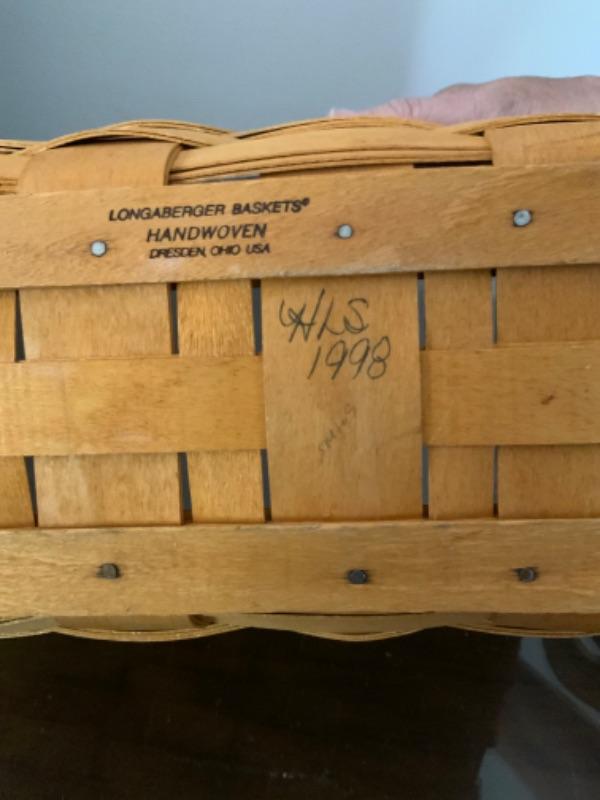 LONGABERGER BASKETS®
HANDWOVEN
DRESDEN, OHIO USA
HLS
1998